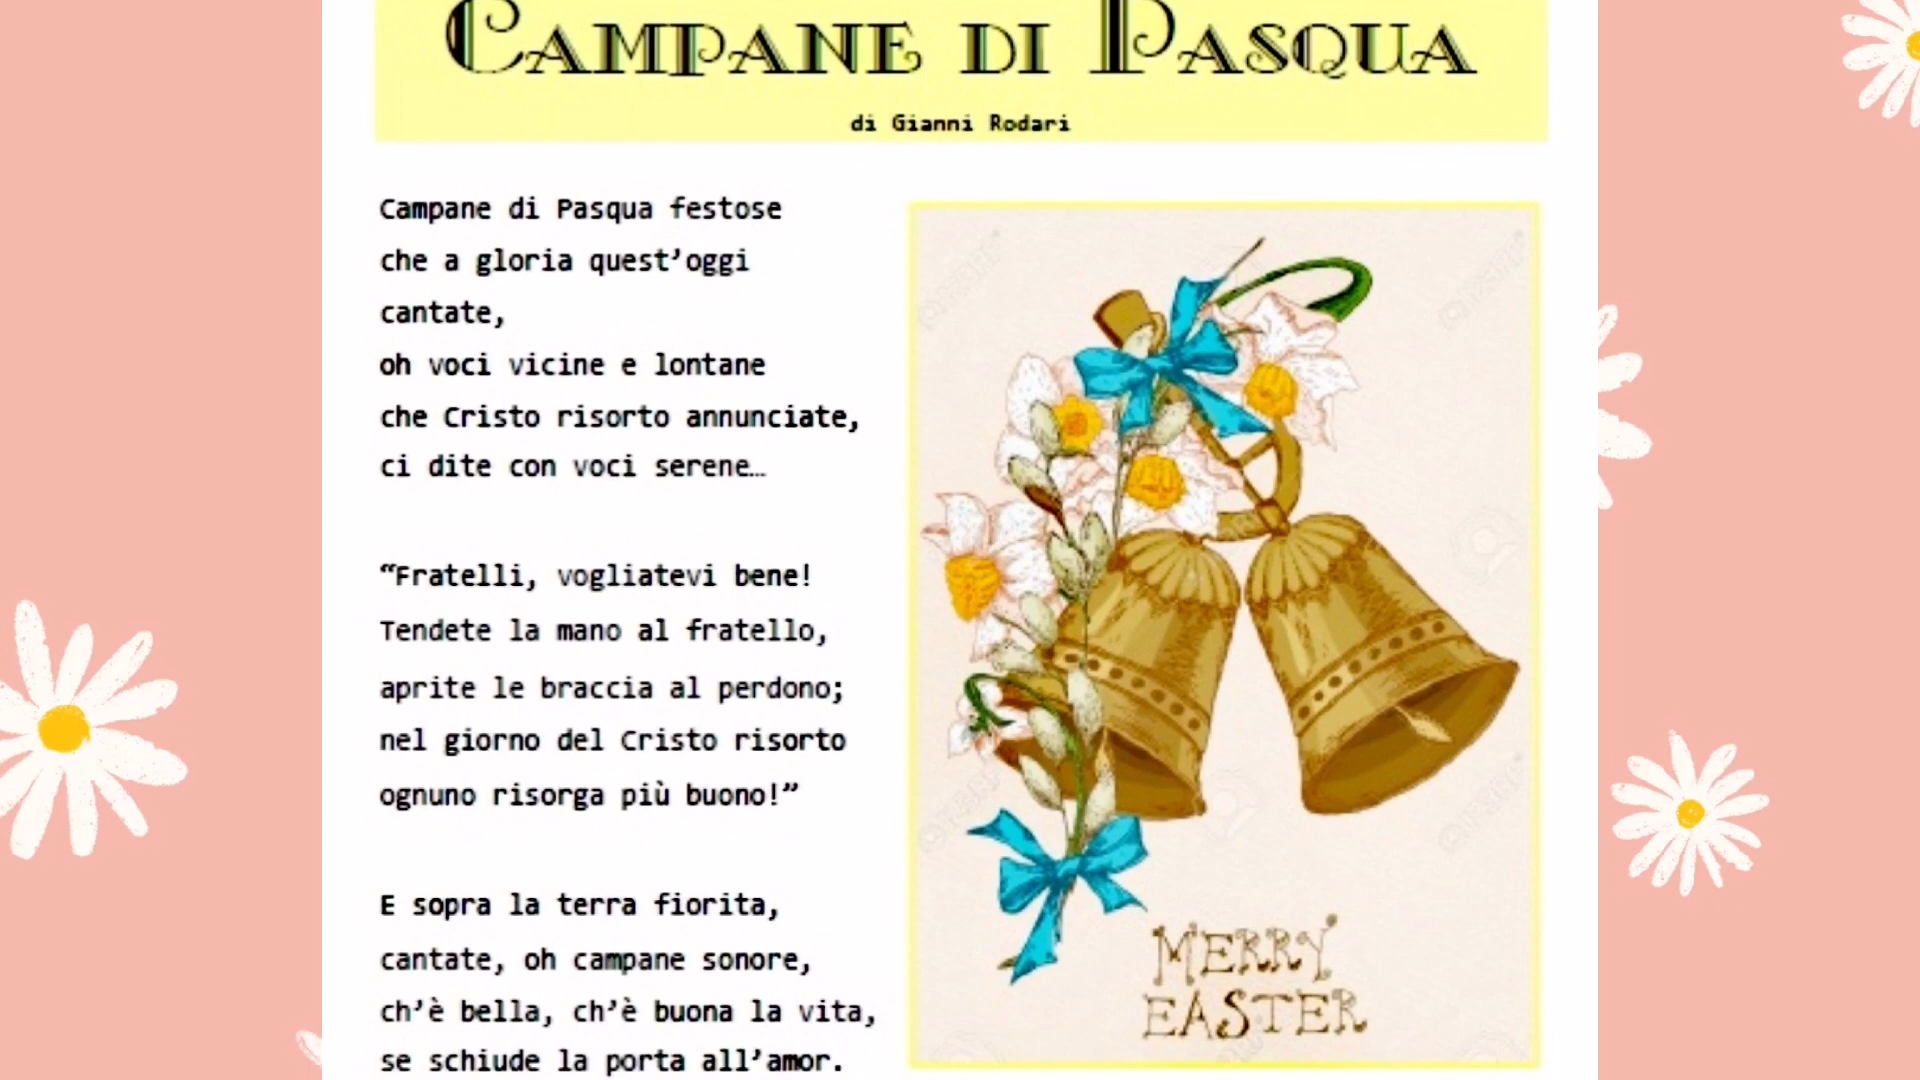 CAMPANE DI PASQUA
di Gianni Rodari
Campane di Pasqua festose
che a gloria quest’oggi
cantate,
oh voci vicine e lontane
che Cristo risorto annunciate,
ci dite con voci serene…
“Fratelli, vogliatevi bene!
Tendete la mano al fratello,
aprite le braccia al perdono;
nel giorno del Cristo risorto
ognuno risorga più buono!”
E sopra la terra fiorita,
cantate, oh campane sonore,
ch’è bella, ch’è buona la vita,
se schiude la porta all’amor.
MERRY
EASTER